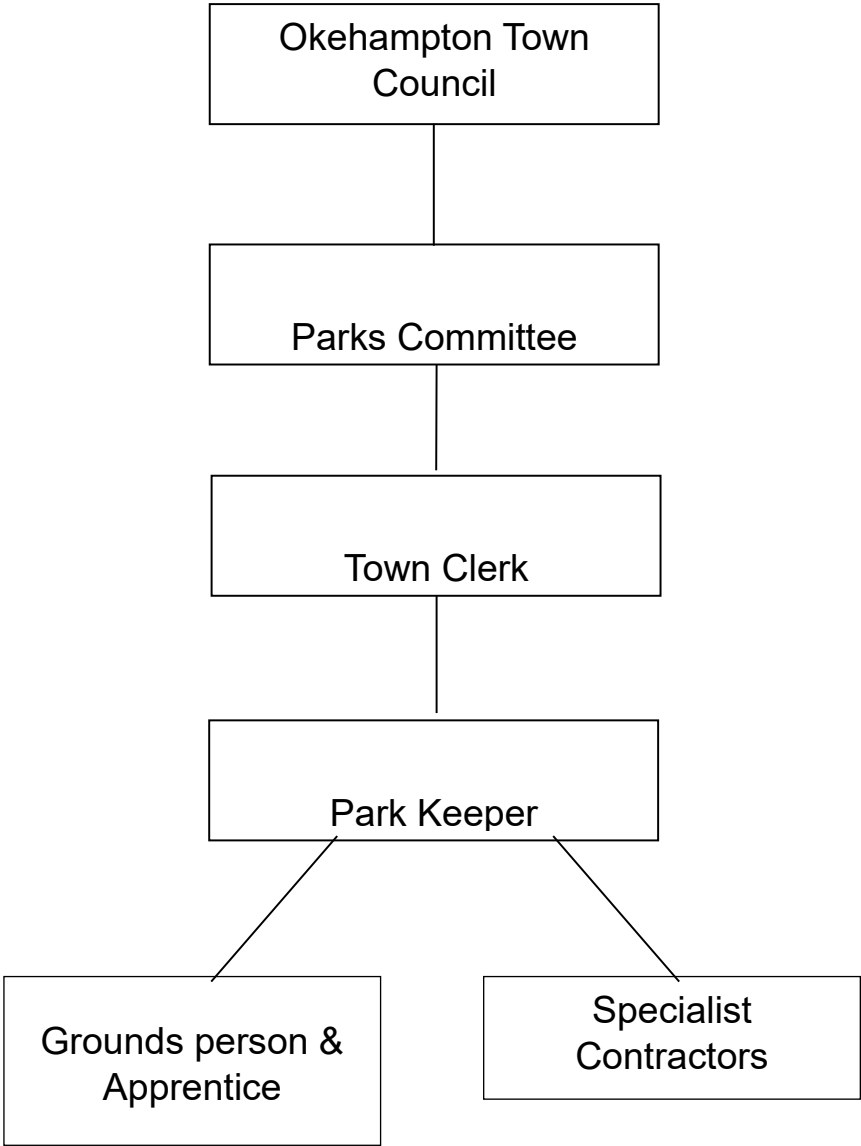 Okehampton Town
Council
Parks Committee
Town Clerk
Park Keeper
Grounds person &
Apprentice
Specialist
Contractors